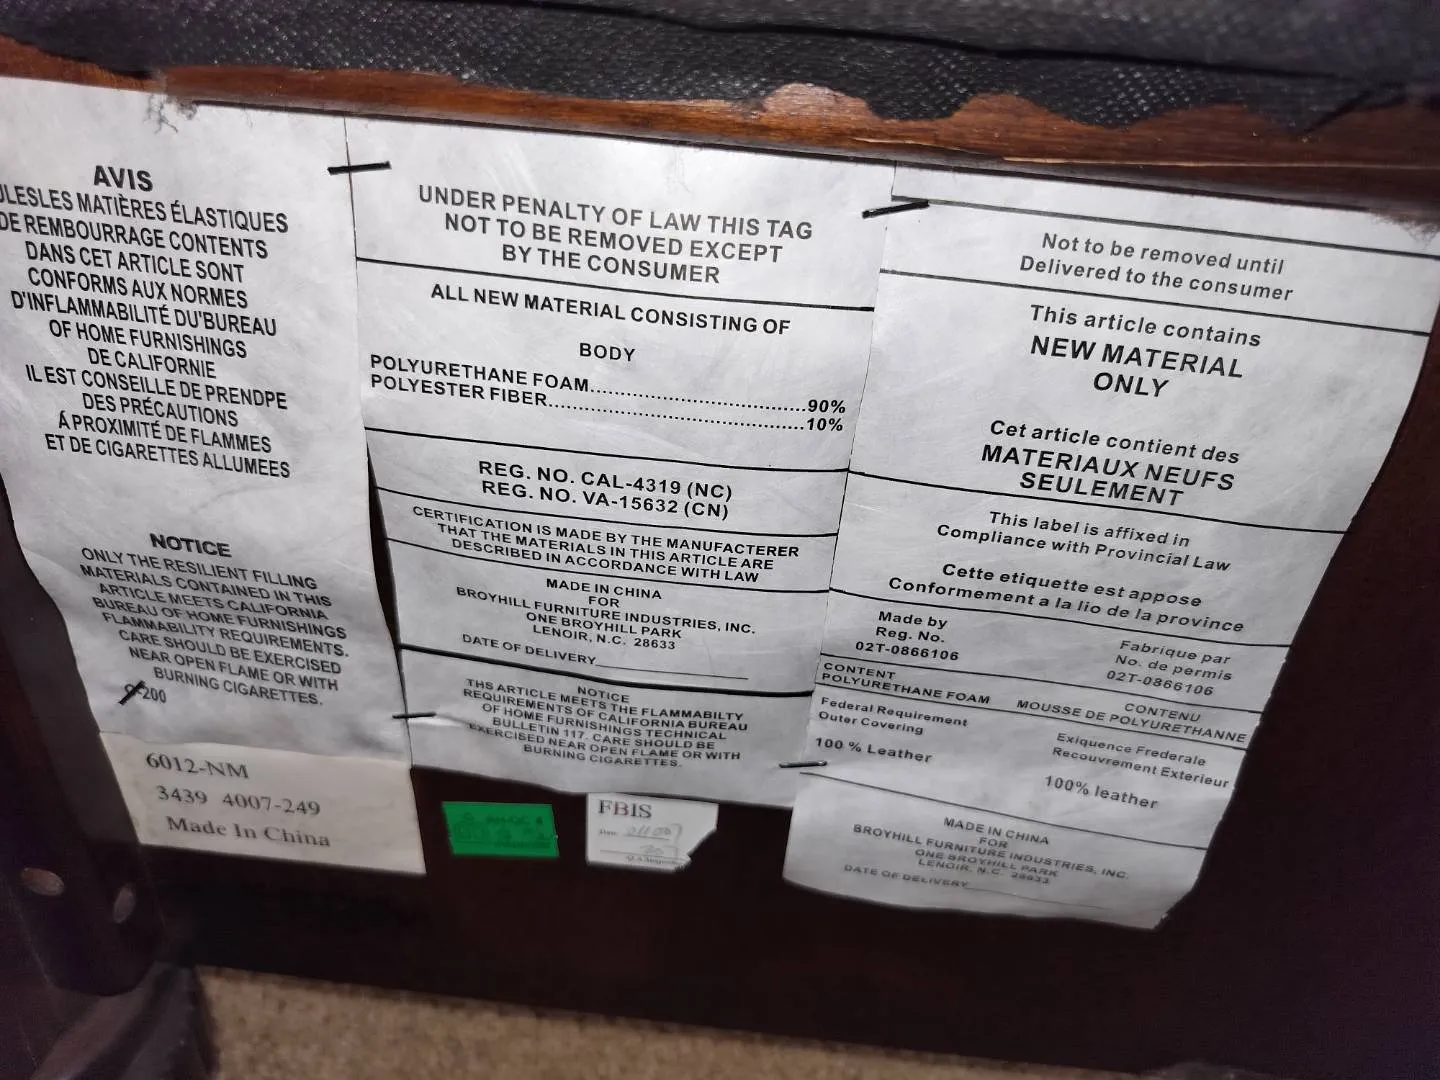 AVIS
MATIÈRES ÉLASTIQUES
DE REMBOURRAGE CONTENTS
DANS CET ARTICLE SONT
CONFORMS AUX NORMES
D'INFLAMMABILITÉ DU'BUREAU
OF HOME FURNISHINGS
DE CALIFORNIE
IL EST CONSEILLE DE PRENDPE
DES PRÉCAUTIONS
Á PROXIMITÉ DE FLAMMES
ET DE CIGARETTES ALLUMÉES
NOTICE
ONLY THE RESILIENT FILLING
MATERIALS CONTAINED IN THIS
ARTICLE MEETS CALIFORNIA
BUREAU OF HOME FURNISHINGS
FLAMMABILITY REQUIREMENTS.
CARE SHOULD BE EXERCISED
NEAR OPEN FLAME OR WITH
BURNING CIGARETTES.
6012-NM
3439 4007-249
Made In China
UNDER PENALTY OF LAW THIS TAG
NOT TO BE REMOVED EXCEPT
BY THE CONSUMER
ALL NEW MATERIAL CONSISTING OF
BODY
POLYURETHANE FOAM..............................90%
POLYESTER FIBER..................................10%
REG. NO. CAL-4319 (NC)
REG. NO. VA-15632 (CN)
CERTIFICATION IS MADE BY THE MANUFACTERER
THAT THE MATERIALS IN THIS ARTICLE ARE
DESCRIBED IN ACCORDANCE WITH LAW
MADE IN CHINA
FOR
BROYHILL FURNITURE INDUSTRIES, INC.
ONE BROYHILL PARK
LENOIR, N.C. 28633
DATE OF DELIVERY
NOTICE
THS ARTICLE MEETS THE FLAMMABILTY
REQUIREMENTS OF CALIFORNIA BUREAU
OF HOME FURNISHINGS TECHNICAL
BULLETIN 117. CARE SHOULD BE
EXERCISED NEAR OPEN FLAME OR WITH
BURNING CIGARETTES.
FBIS
Date:
Not to be removed until
Delivered to the consumer
This article contains
NEW MATERIAL
ONLY
Cet article contient des
MATERIAUX NEUFS
SEULEMENT
This label is affixed in
Compliance with Provincial Law
Cette etiquette est appose
Conformement a la lio de la province
Made by
Reg. No.
02T-0866106
Fabrique par
No. de permis
02T-0866106
CONTENT
POLYURETHANE FOAM
CONTENU
MOUSSE DE POLYURETHANNE
Federal Requirement
Outer Covering
100 % Leather
Exiquence Frederale
Recouvrement Exterieur
100% leather
MADE IN CHINA
FOR
BROYHILL FURNITURE INDUSTRIES, INC.
ONE BROYHILL PARK
LENOIR, N.C. 28633
DATE OF DELIVERY